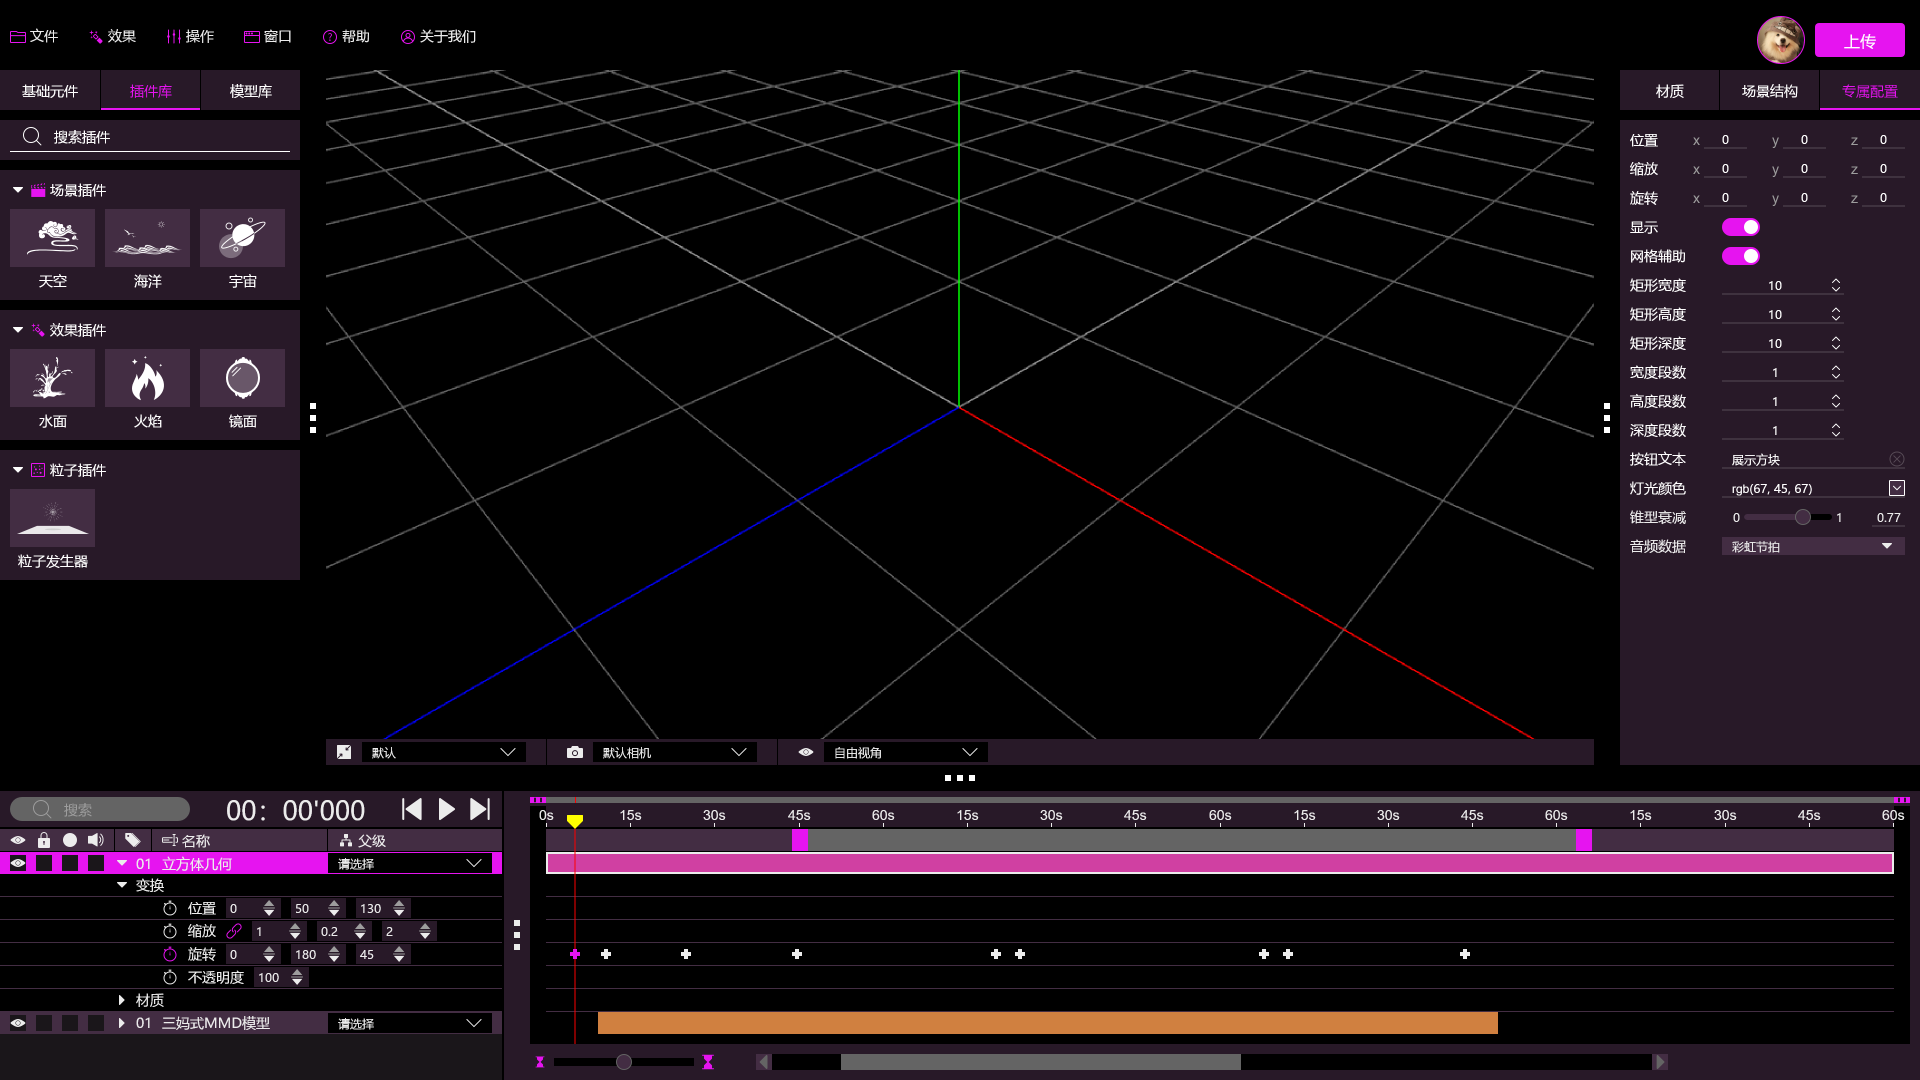 文件 效果 操作 窗口 帮助 关于我们 上传
基础元件 插件库 模型库
搜索插件
场景插件
天空 海洋 宇宙
效果插件
水面 火焰 镜面
粒子插件
粒子发生器
默认 默认相机 自由视角
材质 场景结构 专属配置
位置 x 0 y 0 z 0
缩放 x 0 y 0 z 0
旋转 x 0 y 0 z 0
显示
网格辅助
矩形宽度 10
矩形高度 10
矩形深度 10
宽度段数 1
高度段数 1
深度段数 1
按钮文本 展示方块
灯光颜色 rgb(67, 45, 67)
锥型衰减 0 1 0.77
音频数据 彩虹节拍
搜索 00: 00'000
名称 父级
01 立方体几何 请选择
变换
位置 0 50 130
缩放 1 0.2 2
旋转 0 180 45
不透明度 100
材质
01 三妈式MMD模型 请选择
0s 15s 30s 45s 60s 15s 30s 45s 60s 15s 30s 45s 60s 15s 30s 45s 60s